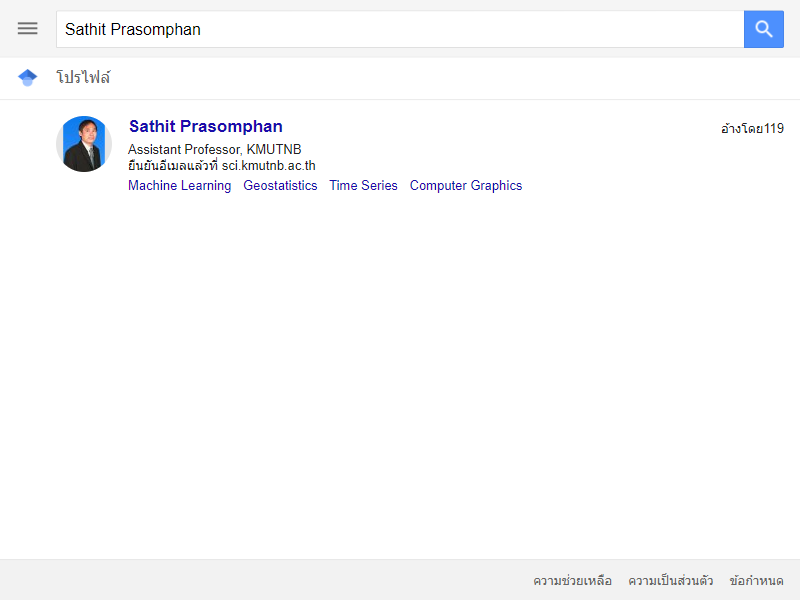 Sathit Prasomphan
โปรไฟล์
Sathit Prasomphan
อ้างโดย119
Assistant Professor, KMUTNB
ยืนยันอีเมลแล้วที่ sci.kmutnb.ac.th
Machine Learning Geostatistics Time Series Computer Graphics
ความช่วยเหลือ ความเป็นส่วนตัว ข้อกำหนด